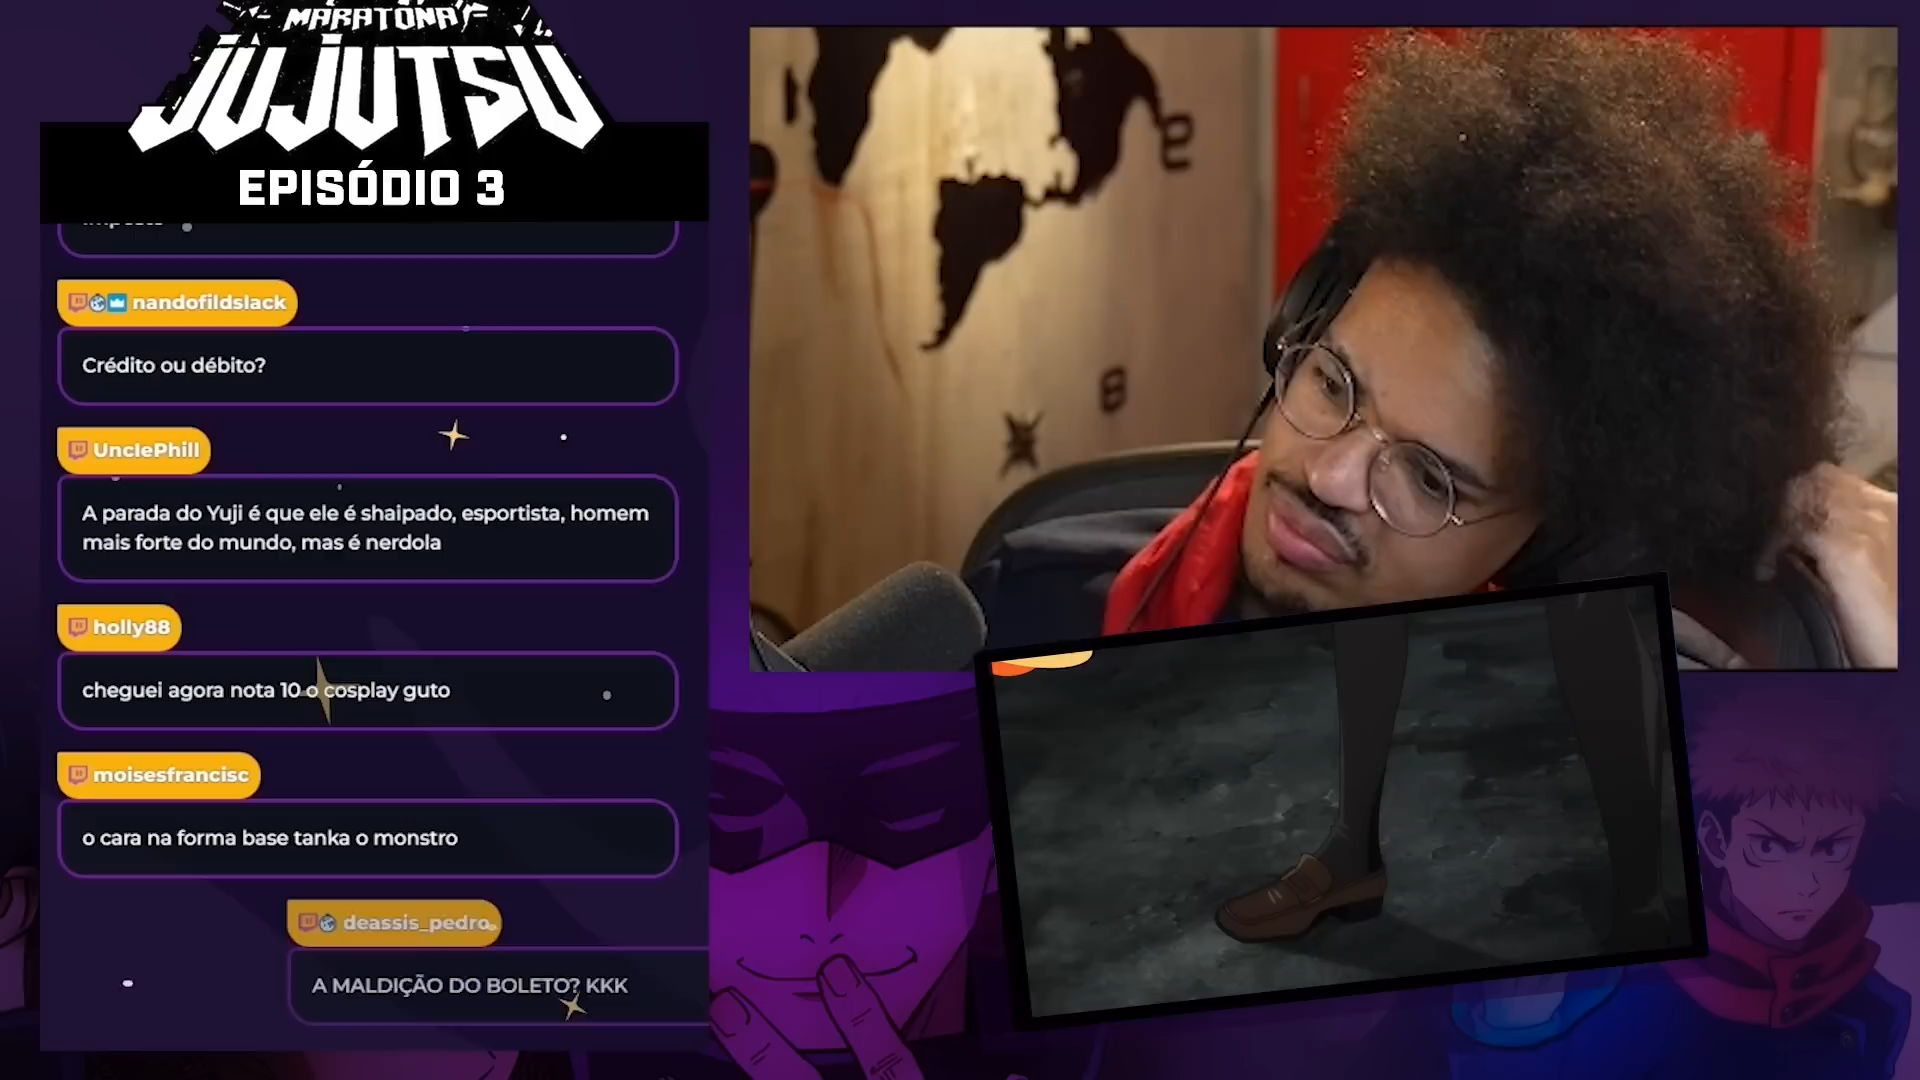 MARATONA
JUJUTSU
EPISÓDIO 3
nandofildslack
Crédito ou débito?
UnclePhill
A parada do Yuji é que ele é shaipado, esportista, homem
mais forte do mundo, mas é nerdola
holly88
cheguei agora nota 10 o cosplay guto
moisesfrancisc
o cara na forma base tanka o monstro
deassis_pedro
A MALDIÇÃO DO BOLETO? KKK
8